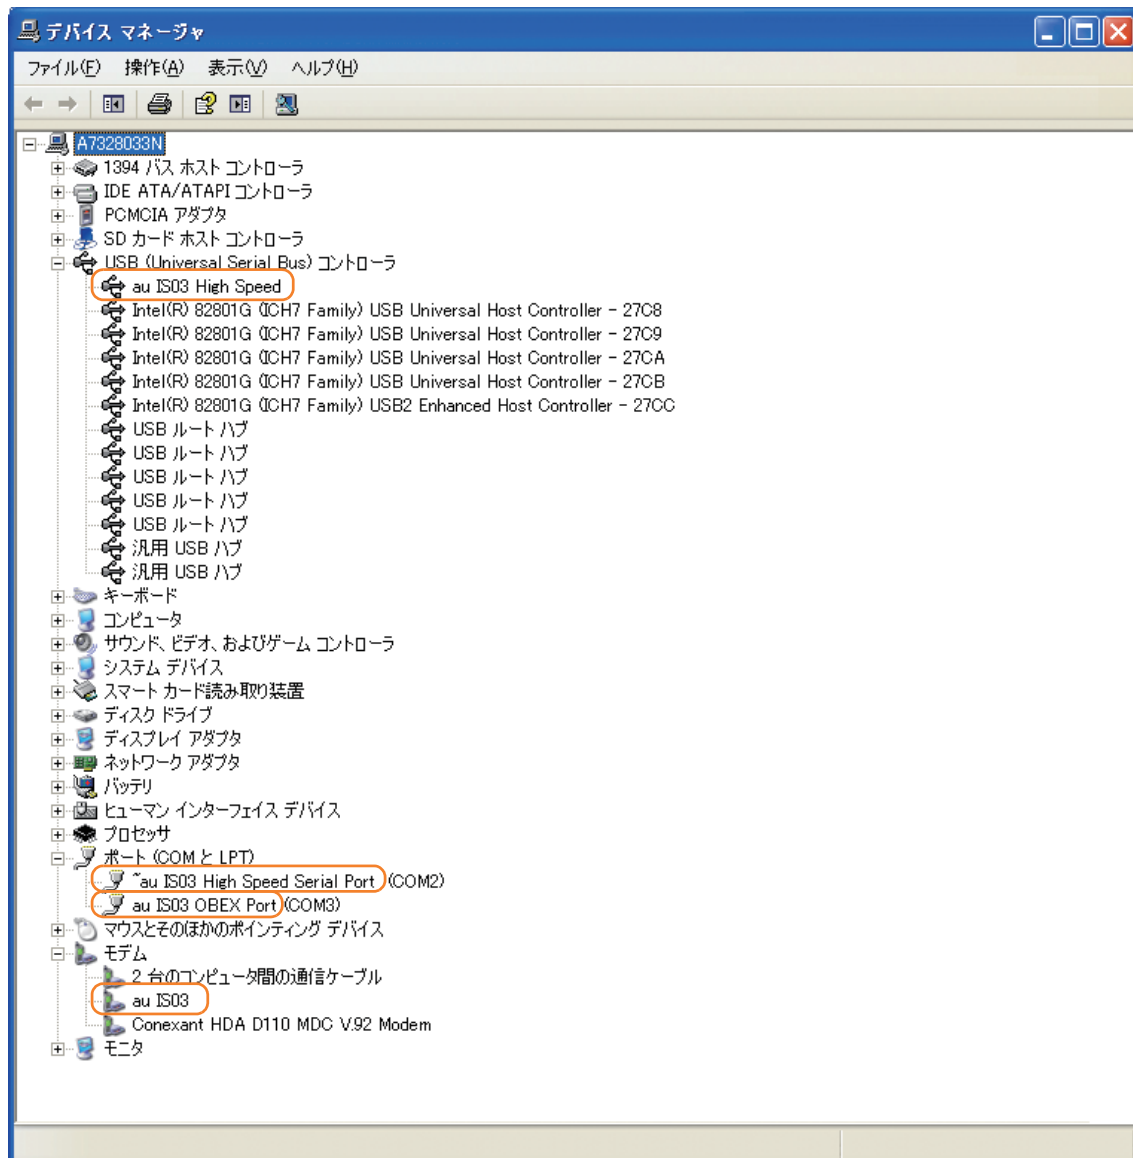 デバイス マネージャ
ファイル(F) 操作(A) 表示(V) ヘルプ(H)
A7328033N
1394 バス ホスト コントローラ
IDE ATA/ATAPI コントローラ
PCMCIA アダプタ
SD カード ホスト コントローラ
USB (Universal Serial Bus) コントローラ
au IS03 High Speed
Intel(R) 82801G (ICH7 Family) USB Universal Host Controller - 27C8
Intel(R) 82801G (ICH7 Family) USB Universal Host Controller - 27C9
Intel(R) 82801G (ICH7 Family) USB Universal Host Controller - 27CA
Intel(R) 82801G (ICH7 Family) USB Universal Host Controller - 27CB
Intel(R) 82801G (ICH7 Family) USB2 Enhanced Host Controller - 27CC
USB ルート ハブ
USB ルート ハブ
USB ルート ハブ
USB ルート ハブ
USB ルート ハブ
汎用 USB ハブ
汎用 USB ハブ
キーボード
コンピュータ
サウンド、ビデオ、およびゲーム コントローラ
システム デバイス
スマート カード読み取り装置
ディスク ドライブ
ディスプレイ アダプタ
ネットワーク アダプタ
バッテリ
ヒューマン インターフェイス デバイス
プロセッサ
ポート (COM と LPT)
~au IS03 High Speed Serial Port (COM2)
au IS03 OBEX Port (COM3)
マウスとそのほかのポインティング デバイス
モデム
2 台のコンピュータ間の通信ケーブル
au IS03
Conexant HDA D110 MDC V.92 Modem
モニタ